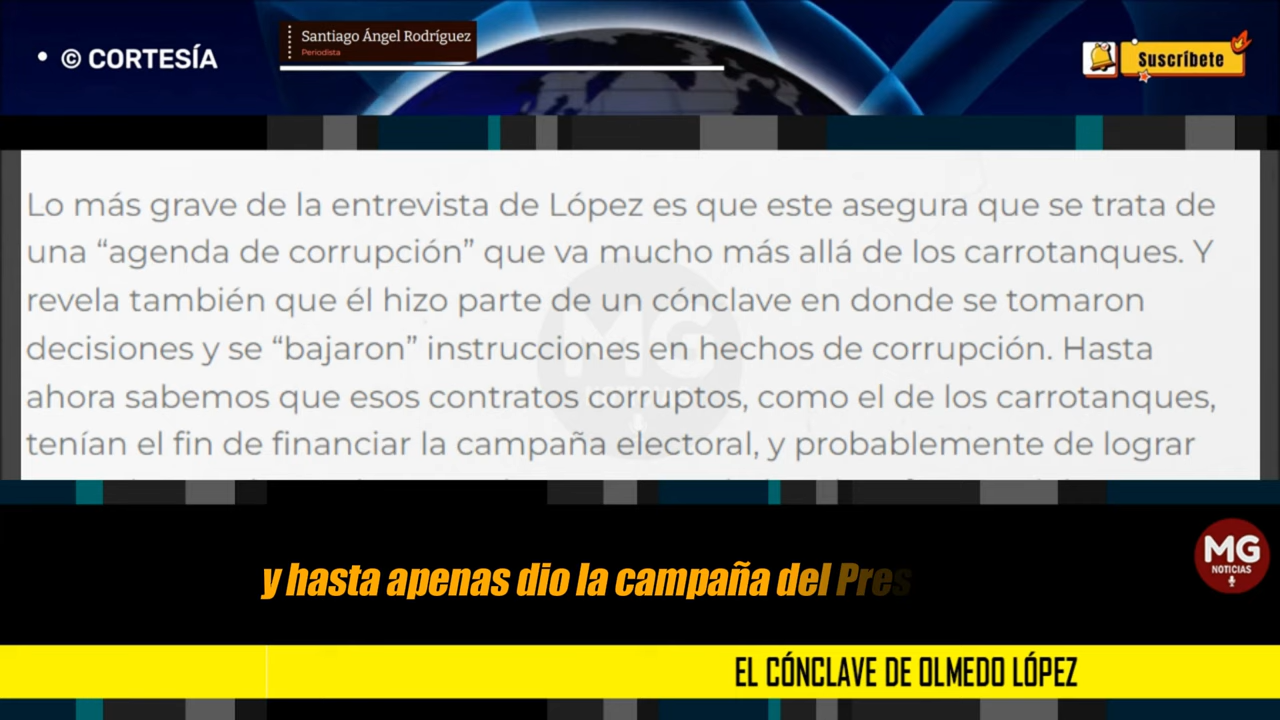 • © CORTESÍA
Santiago Ángel Rodríguez
Periodista
Suscríbete
Lo más grave de la entrevista de López es que este asegura que se trata de
una “agenda de corrupción” que va mucho más allá de los carrotanques. Y
revela también que él hizo parte de un cónclave en donde se tomaron
decisiones y se “bajaron” instrucciones en hechos de corrupción. Hasta
ahora sabemos que esos contratos corruptos, como el de los carrotanques,
tenían el fin de financiar la campaña electoral, y probablemente de lograr
MG
NOTICIAS
y hasta apenas dio la campaña del Pres
EL CÓNCLAVE DE OLMEDO LÓPEZ